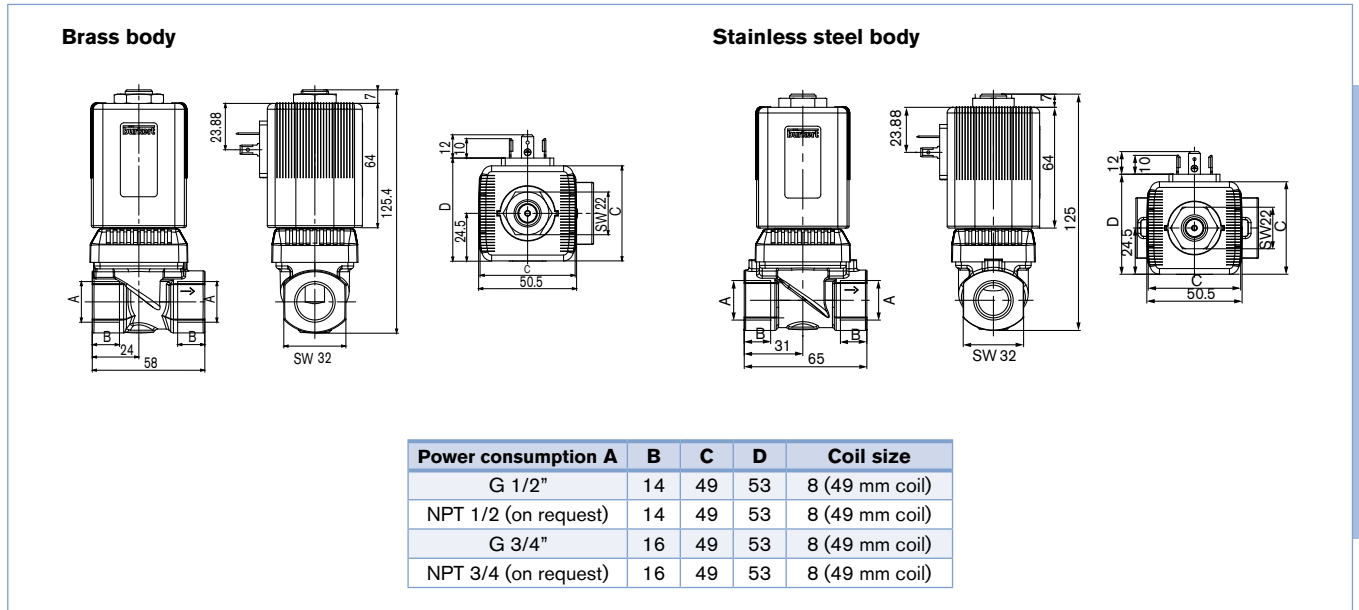 Brass body
Stainless steel body
burkert
23.88
7
64
125.4
A
A
B
24
B
58
SW 32
12
10
D
24.5
SW 22
C
C
50.5
burkert
23.88
7
64
125
A
A
B
31
B
65
SW 32
12
10
D
24.5
SW22
C
C
50.5
Power consumption A B C D Coil size
G 1/2” 14 49 53 8 (49 mm coil)
NPT 1/2 (on request) 14 49 53 8 (49 mm coil)
G 3/4” 16 49 53 8 (49 mm coil)
NPT 3/4 (on request) 16 49 53 8 (49 mm coil)